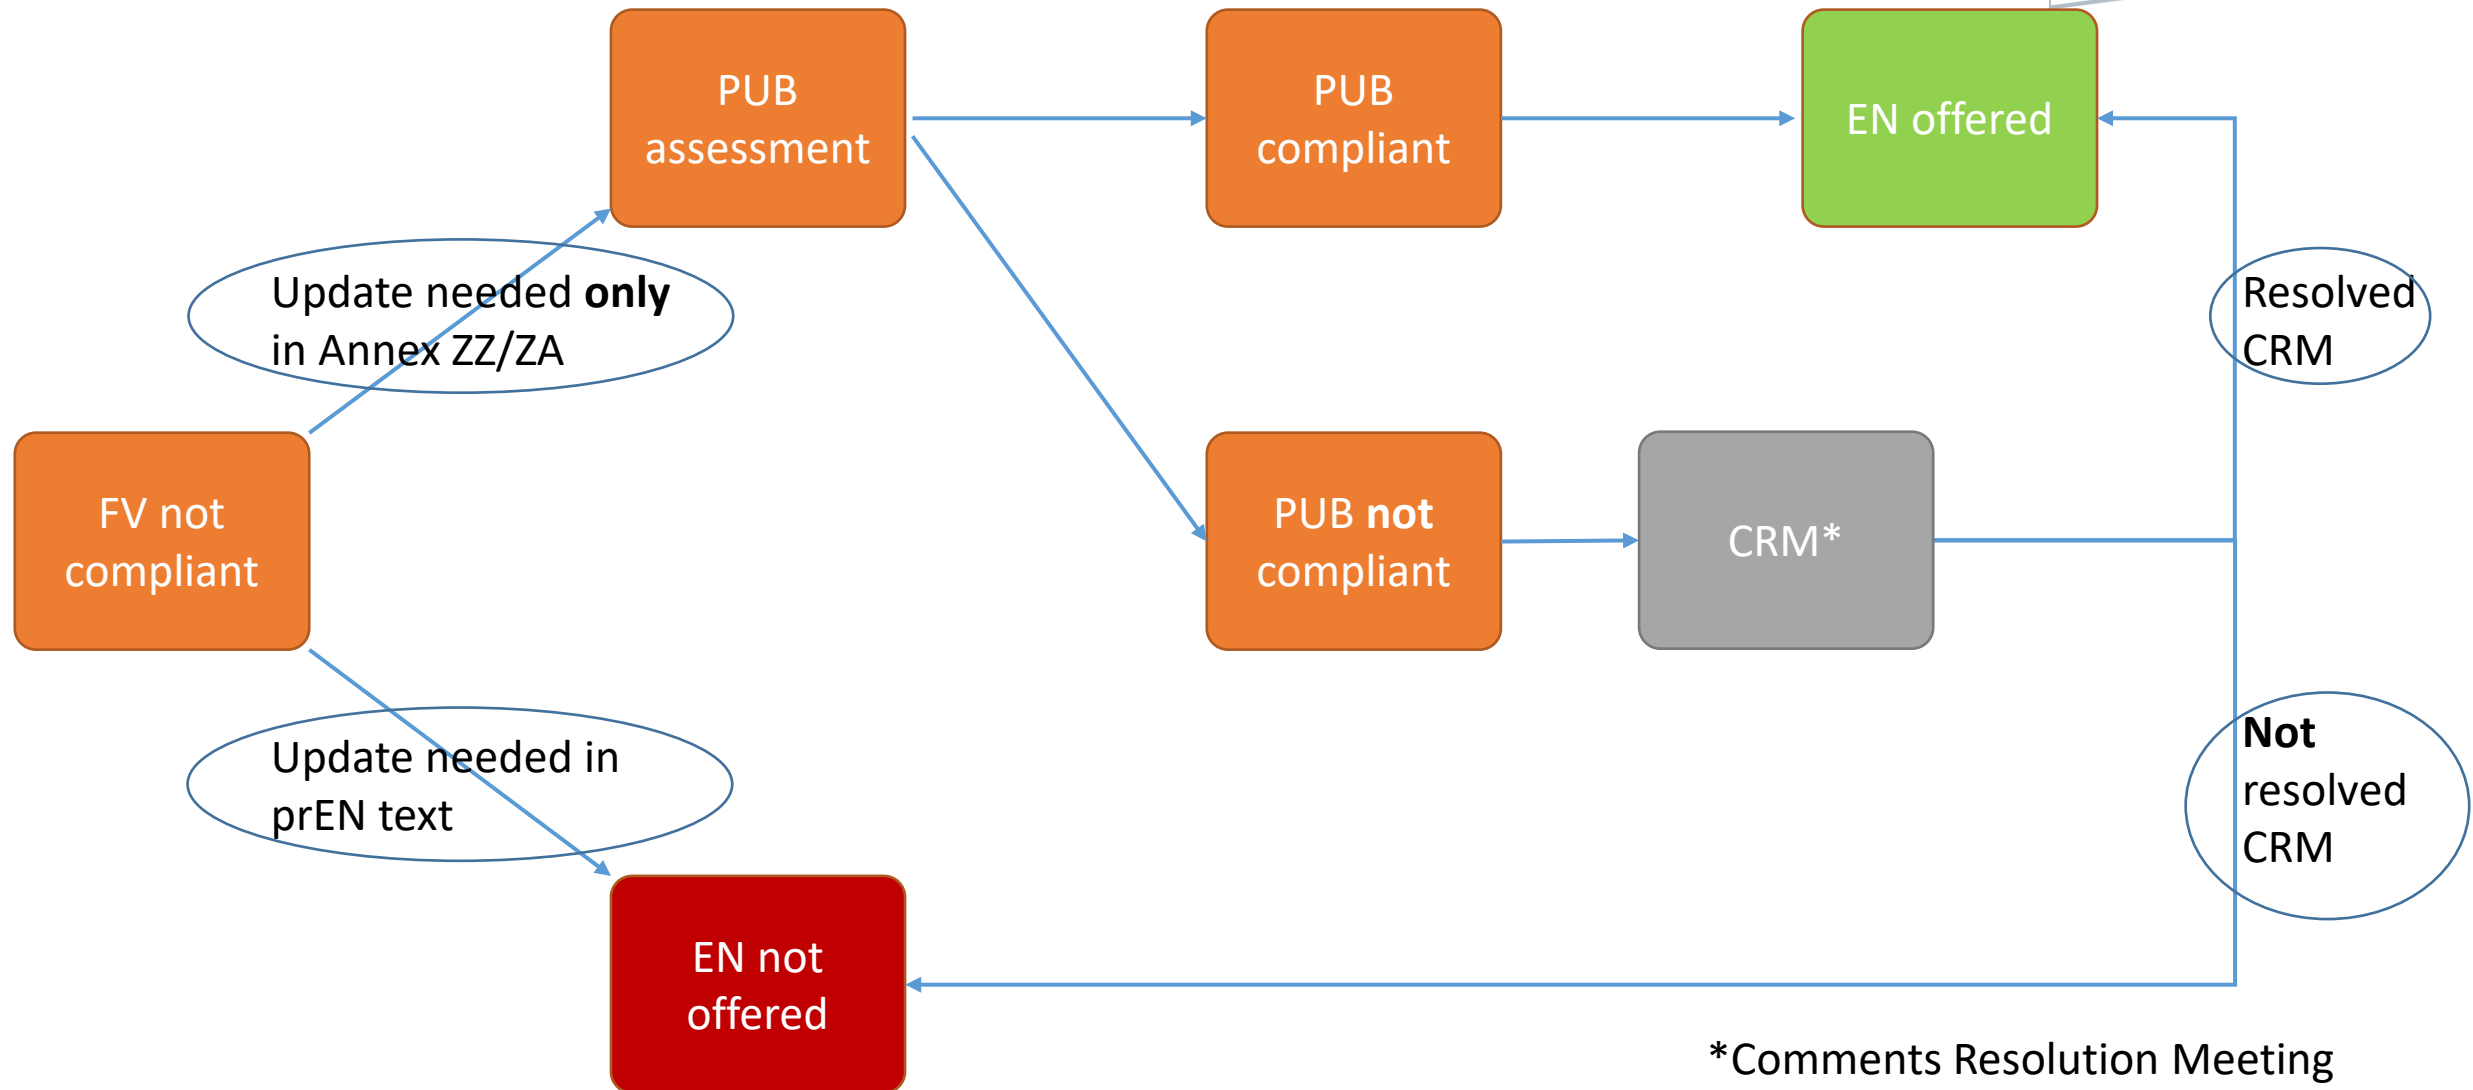 PUB
assessment
PUB
compliant
EN offered
Update needed only
in Annex ZZ/ZA
Resolved
CRM
FV not
compliant
PUB not
compliant
CRM*
Update needed in
prEN text
Not
resolved
CRM
EN not
offered
*Comments Resolution Meeting